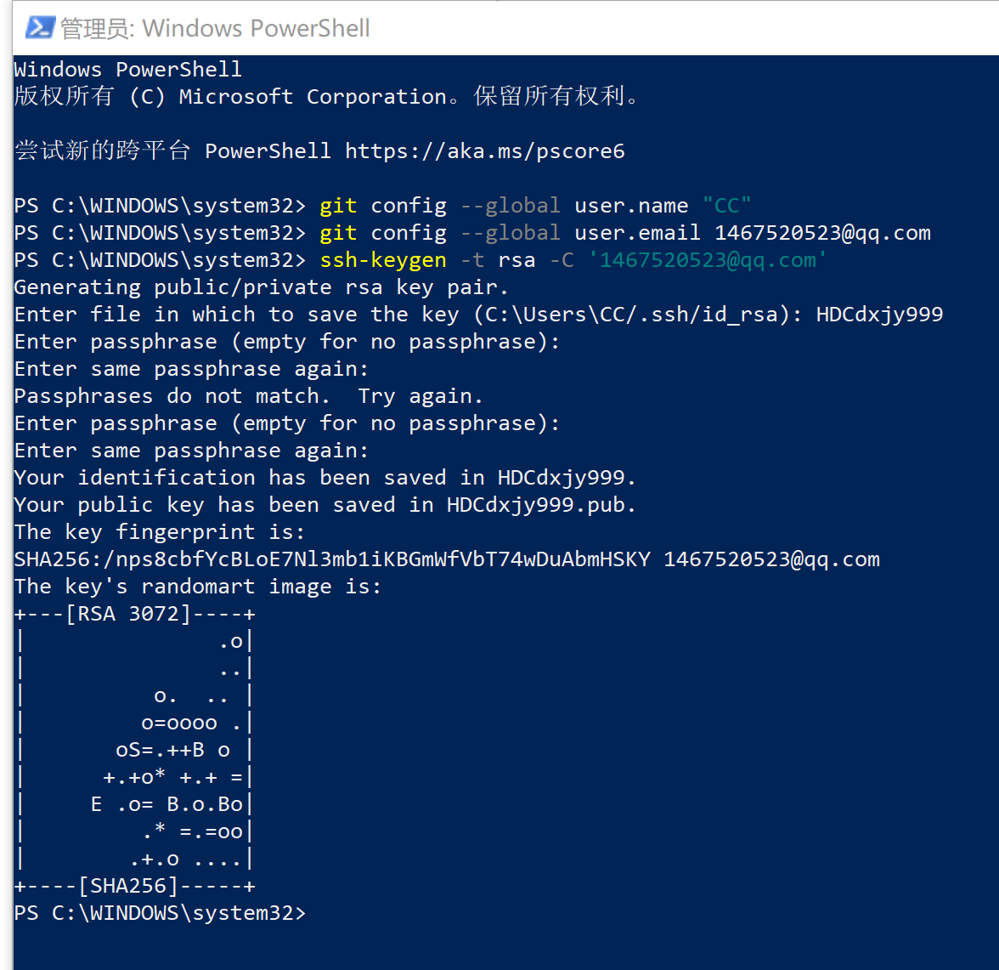 管理员: Windows PowerShell
Windows PowerShell
版权所有 (C) Microsoft Corporation。保留所有权利。
尝试新的跨平台 PowerShell https://aka.ms/pscore6
PS C:\WINDOWS\system32> git config --global user.name "CC"
PS C:\WINDOWS\system32> git config --global user.email 1467520523@qq.com
PS C:\WINDOWS\system32> ssh-keygen -t rsa -C '1467520523@qq.com'
Generating public/private rsa key pair.
Enter file in which to save the key (C:\Users\CC/.ssh/id_rsa): HDCdxjy999
Enter passphrase (empty for no passphrase):
Enter same passphrase again:
Passphrases do not match.  Try again.
Enter passphrase (empty for no passphrase):
Enter same passphrase again:
Your identification has been saved in HDCdxjy999.
Your public key has been saved in HDCdxjy999.pub.
The key fingerprint is:
SHA256:/nps8cbfYcBLoE7Nl3mb1iKBGmWfVbT74wDuAbmHSKY 1467520523@qq.com
The key's randomart image is:
+---[RSA 3072]----+
|               .o|
|               ..|
|          o.  .. |
|         o=oooo .|
|       oS=.++B o |
|      +.+o* +.+ =|
|     E .o= B.o.Bo|
|         .* =.=oo|
|        .+.o ....|
+----[SHA256]-----+
PS C:\WINDOWS\system32>